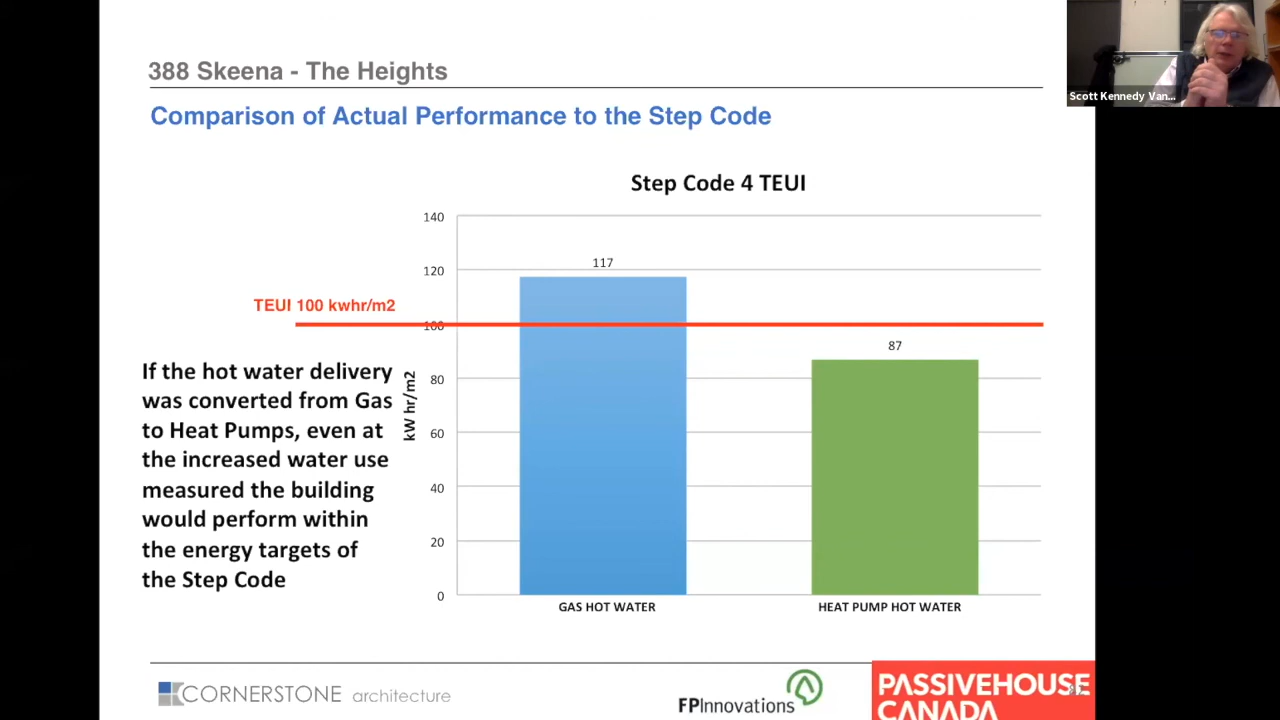 388 Skeena - The Heights
Comparison of Actual Performance to the Step Code
Scott Kennedy Van...
Step Code 4 TEUI
140
120
100
80
60
40
20
0
kW hr/m2
117
87
TEUI 100 kwhr/m2
If the hot water delivery
was converted from Gas
to Heat Pumps, even at
the increased water use
measured the building
would perform within
the energy targets of
the Step Code
GAS HOT WATER
HEAT PUMP HOT WATER
CORNERSTONE architecture
FPInnovations
PASSIVEHOUSE
CANADA